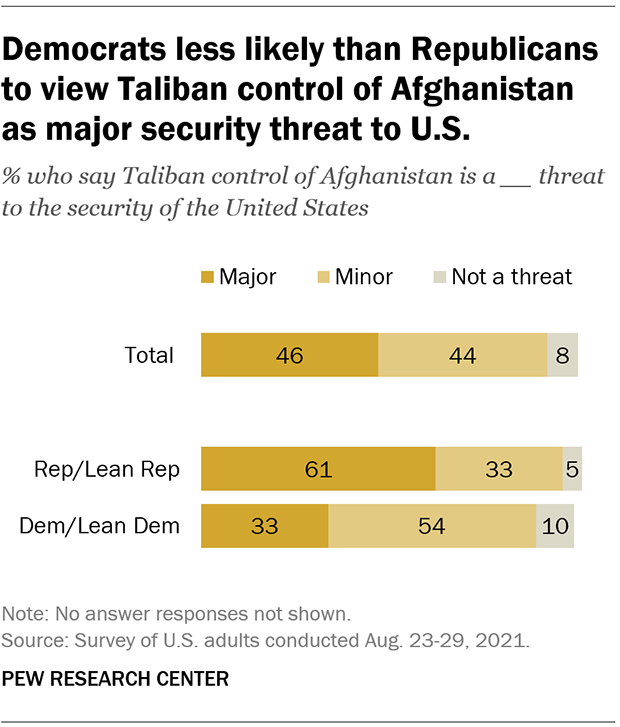 Democrats less likely than Republicans
to view Taliban control of Afghanistan
as major security threat to U.S.
% who say Taliban control of Afghanistan is a __ threat
to the security of the United States
Major Minor Not a threat
Total 46 44 8
Rep/Lean Rep 61 33 5
Dem/Lean Dem 33 54 10
Note: No answer responses not shown.
Source: Survey of U.S. adults conducted Aug. 23-29, 2021.
PEW RESEARCH CENTER